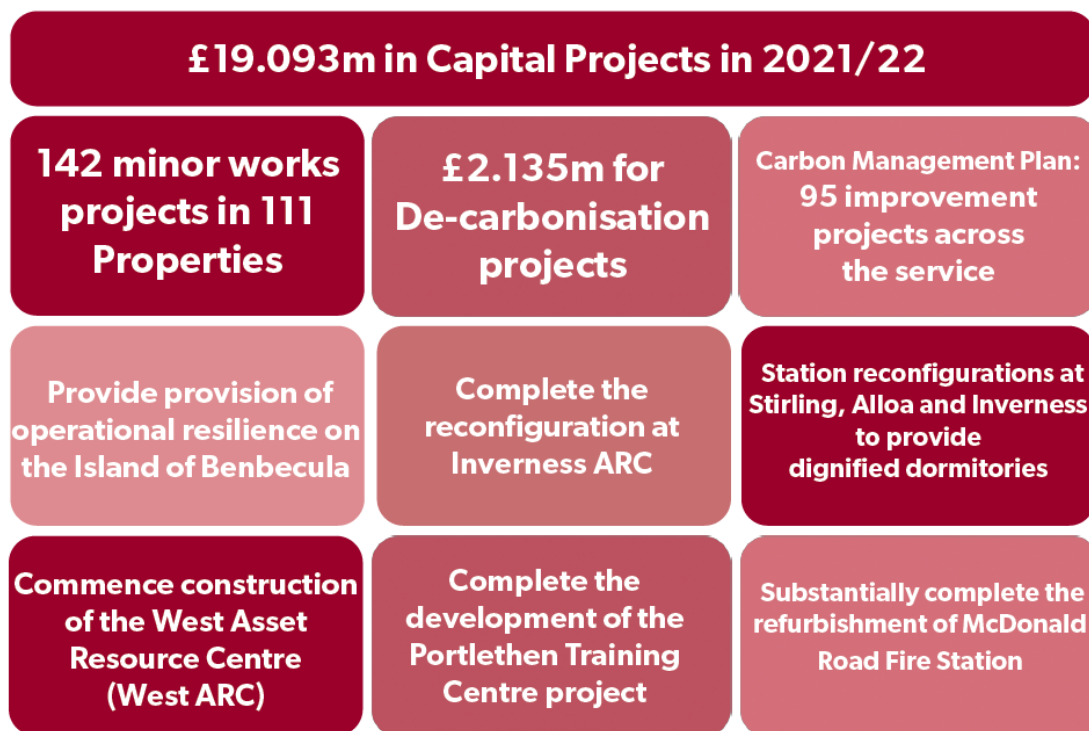 £19.093m in Capital Projects in 2021/22
142 minor works
projects in 111
Properties
£2.135m for
De-carbonisation
projects
Carbon Management Plan:
95 improvement
projects across
the service
Provide provision of
operational resilience on
the Island of Benbecula
Complete the
reconfiguration at
Inverness ARC
Station reconfigurations at
Stirling, Alloa and Inverness
to provide
dignified dormitories
Commence construction
of the West Asset
Resource Centre
(West ARC)
Complete the
development of the
Portlethen Training
Centre project
Substantially complete the
refurbishment of McDonald
Road Fire Station